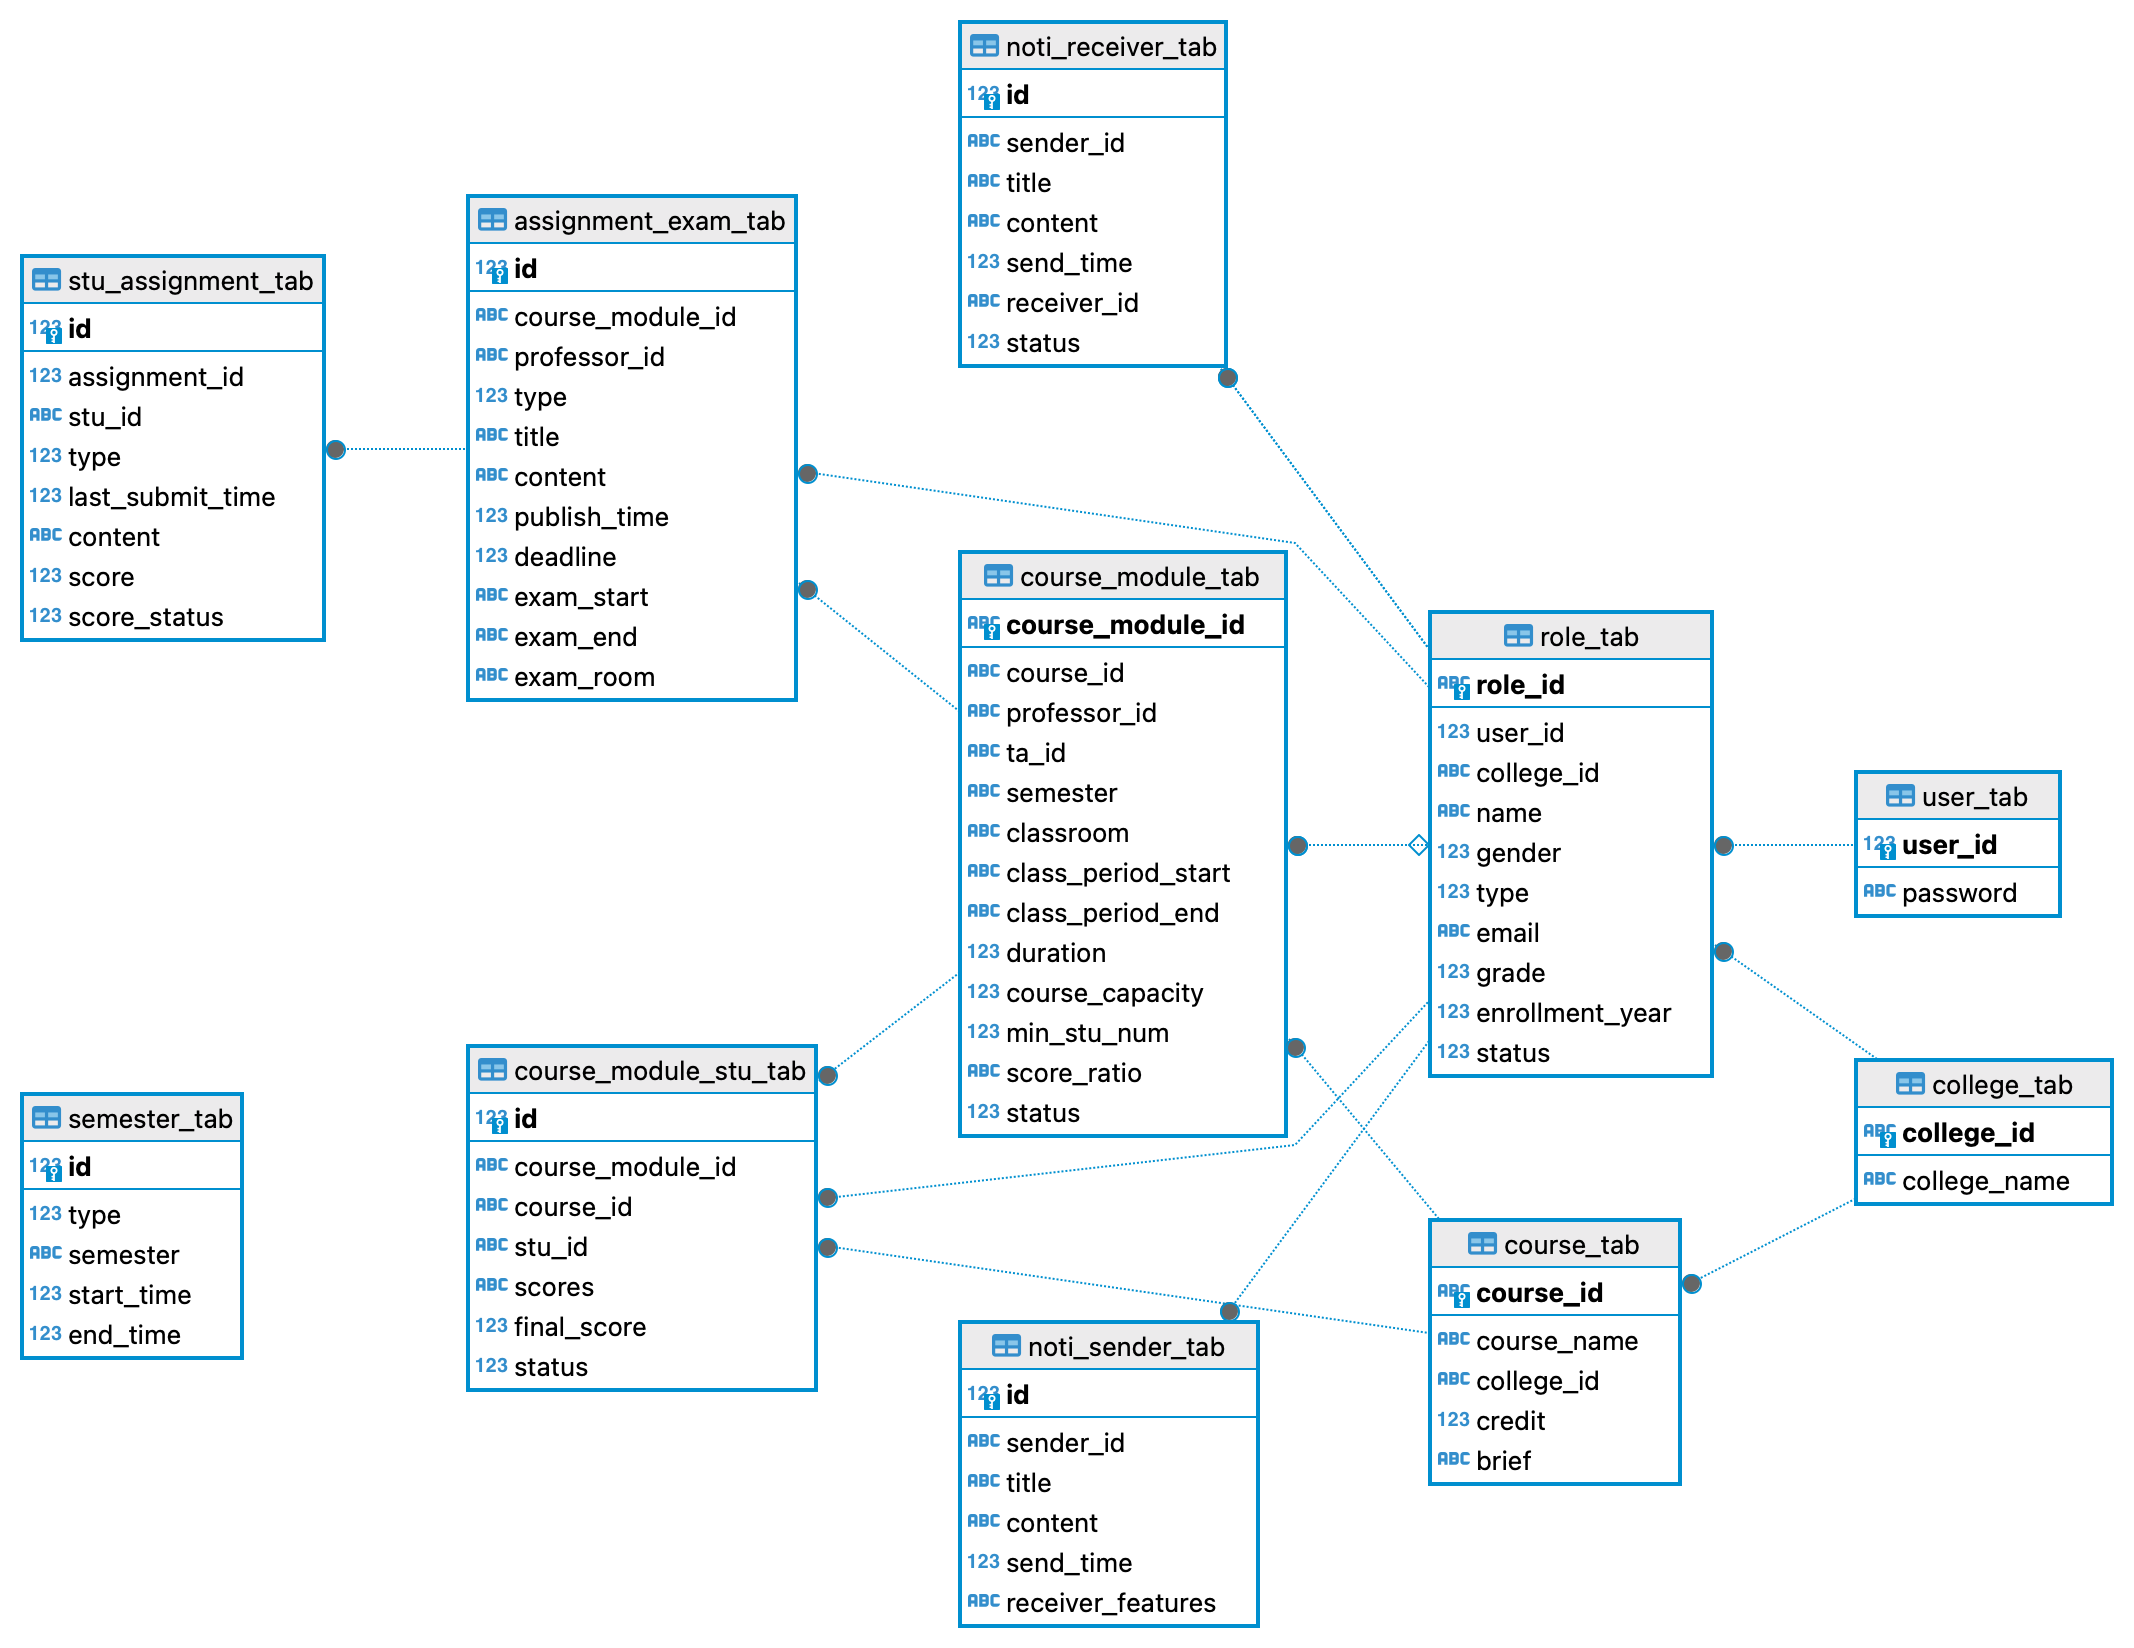 noti_receiver_tab
123 id
ABC sender_id
ABC title
ABC content
123 send_time
ABC receiver_id
123 status
assignment_exam_tab
123 id
ABC course_module_id
ABC professor_id
123 type
ABC title
ABC content
123 publish_time
123 deadline
ABC exam_start
ABC exam_end
ABC exam_room
stu_assignment_tab
123 id
123 assignment_id
ABC stu_id
123 type
123 last_submit_time
ABC content
123 score
123 score_status
course_module_tab
ABC course_module_id
ABC course_id
ABC professor_id
ABC ta_id
ABC semester
ABC classroom
ABC class_period_start
ABC class_period_end
123 duration
123 course_capacity
123 min_stu_num
ABC score_ratio
123 status
role_tab
ABC role_id
123 user_id
ABC college_id
ABC name
123 gender
123 type
ABC email
123 grade
123 enrollment_year
123 status
user_tab
123 user_id
ABC password
college_tab
ABC college_id
ABC college_name
course_module_stu_tab
123 id
ABC course_module_id
ABC course_id
ABC stu_id
ABC scores
123 final_score
123 status
semester_tab
123 id
123 type
ABC semester
123 start_time
123 end_time
course_tab
ABC course_id
ABC course_name
ABC college_id
123 credit
ABC brief
noti_sender_tab
123 id
ABC sender_id
ABC title
ABC content
123 send_time
ABC receiver_features